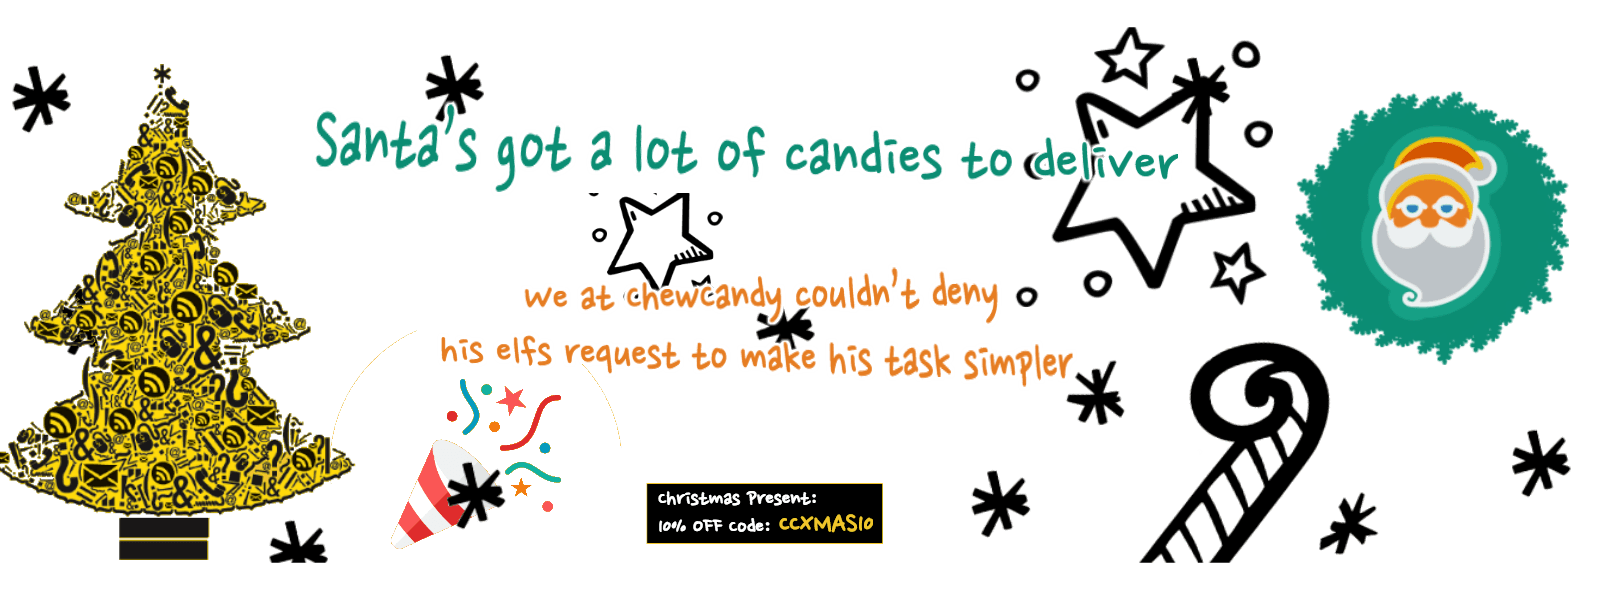 Santa's got a lot of candies to deliver
we at chewcandy couldn't deny
his elfs request to make his task simpler
Christmas Present:
10% OFF code: CCXMAS10